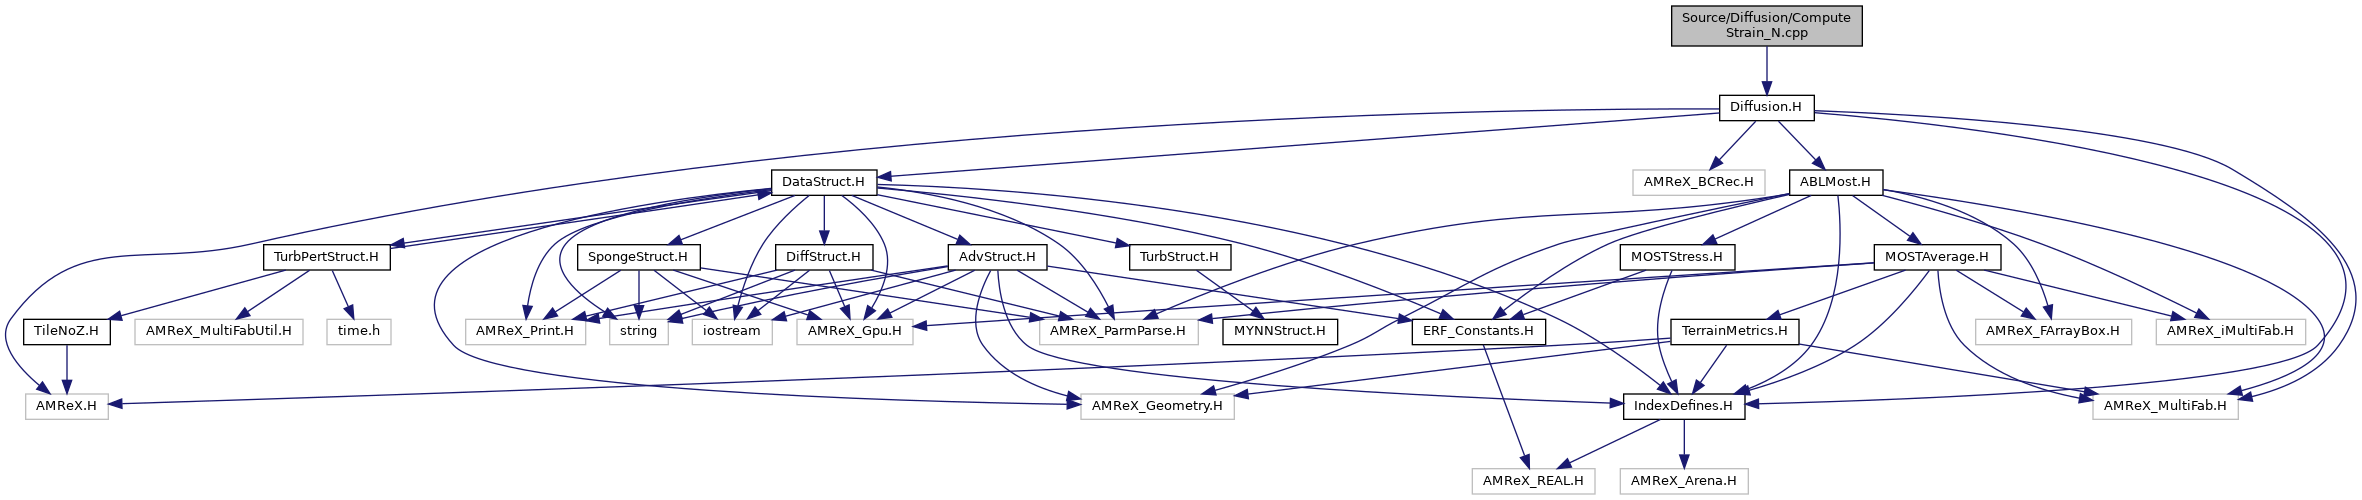 Source/Diffusion/Compute
Strain_N.cpp
Diffusion.H
DataStruct.H
AMReX_BCRec.H
ABLMost.H
TurbPertStruct.H
SpongeStruct.H
DiffStruct.H
AdvStruct.H
TurbStruct.H
MOSTStress.H
MOSTAverage.H
TileNoZ.H
AMReX_MultiFabUtil.H
time.h
AMReX_Print.H
string
iostream
AMReX_Gpu.H
AMReX_ParmParse.H
MYNNStruct.H
ERF_Constants.H
TerrainMetrics.H
AMReX_FArrayBox.H
AMReX_iMultiFab.H
AMReX.H
AMReX_Geometry.H
IndexDefines.H
AMReX_MultiFab.H
AMReX_REAL.H
AMReX_Arena.H